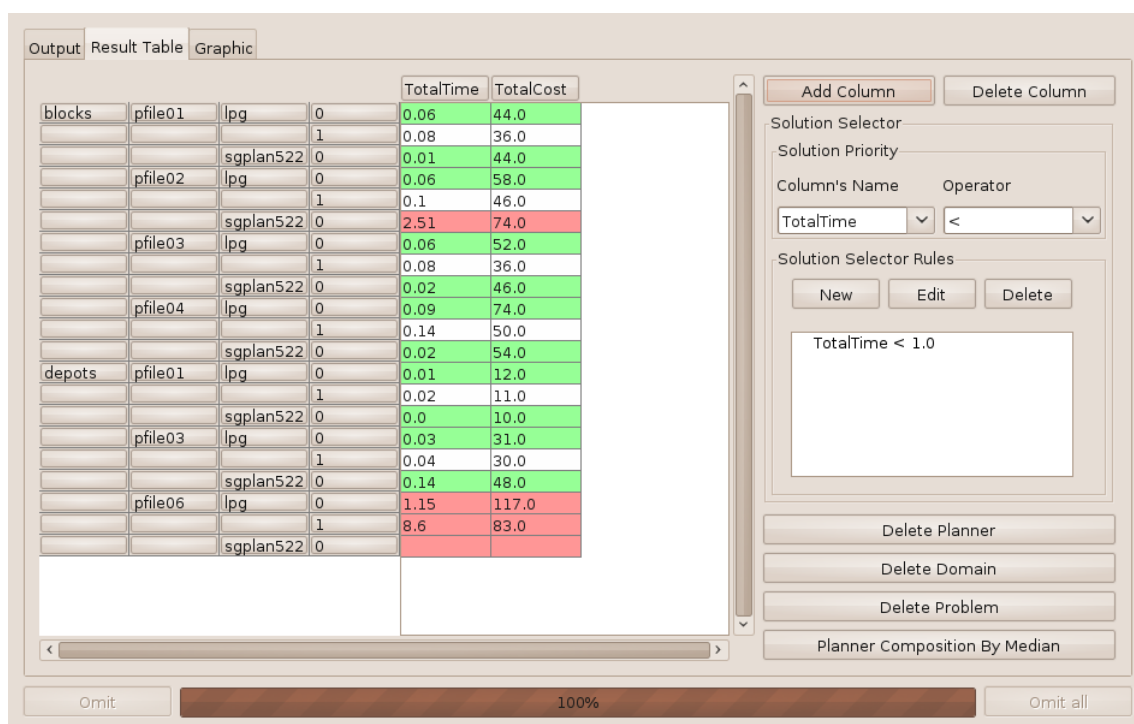 Output Result Table Graphic
TotalTime TotalCost
blocks pfile01 lpg 0 0.06 44.0
1 0.08 36.0
sgplan522 0 0.01 44.0
pfile02 lpg 0 0.06 58.0
1 0.1 46.0
sgplan522 0 2.51 74.0
pfile03 lpg 0 0.06 52.0
1 0.08 36.0
sgplan522 0 0.02 46.0
pfile04 lpg 0 0.09 74.0
1 0.14 50.0
sgplan522 0 0.02 54.0
depots pfile01 lpg 0 0.01 12.0
1 0.02 11.0
sgplan522 0 0.0 10.0
pfile03 lpg 0 0.03 31.0
1 0.04 30.0
sgplan522 0 0.14 48.0
pfile06 lpg 0 1.15 117.0
1 8.6 83.0
sgplan522 0
Add Column Delete Column
Solution Selector
Solution Priority
Column's Name Operator
TotalTime <
Solution Selector Rules
New Edit Delete
TotalTime < 1.0
Delete Planner
Delete Domain
Delete Problem
Planner Composition By Median
Omit 100% Omit all